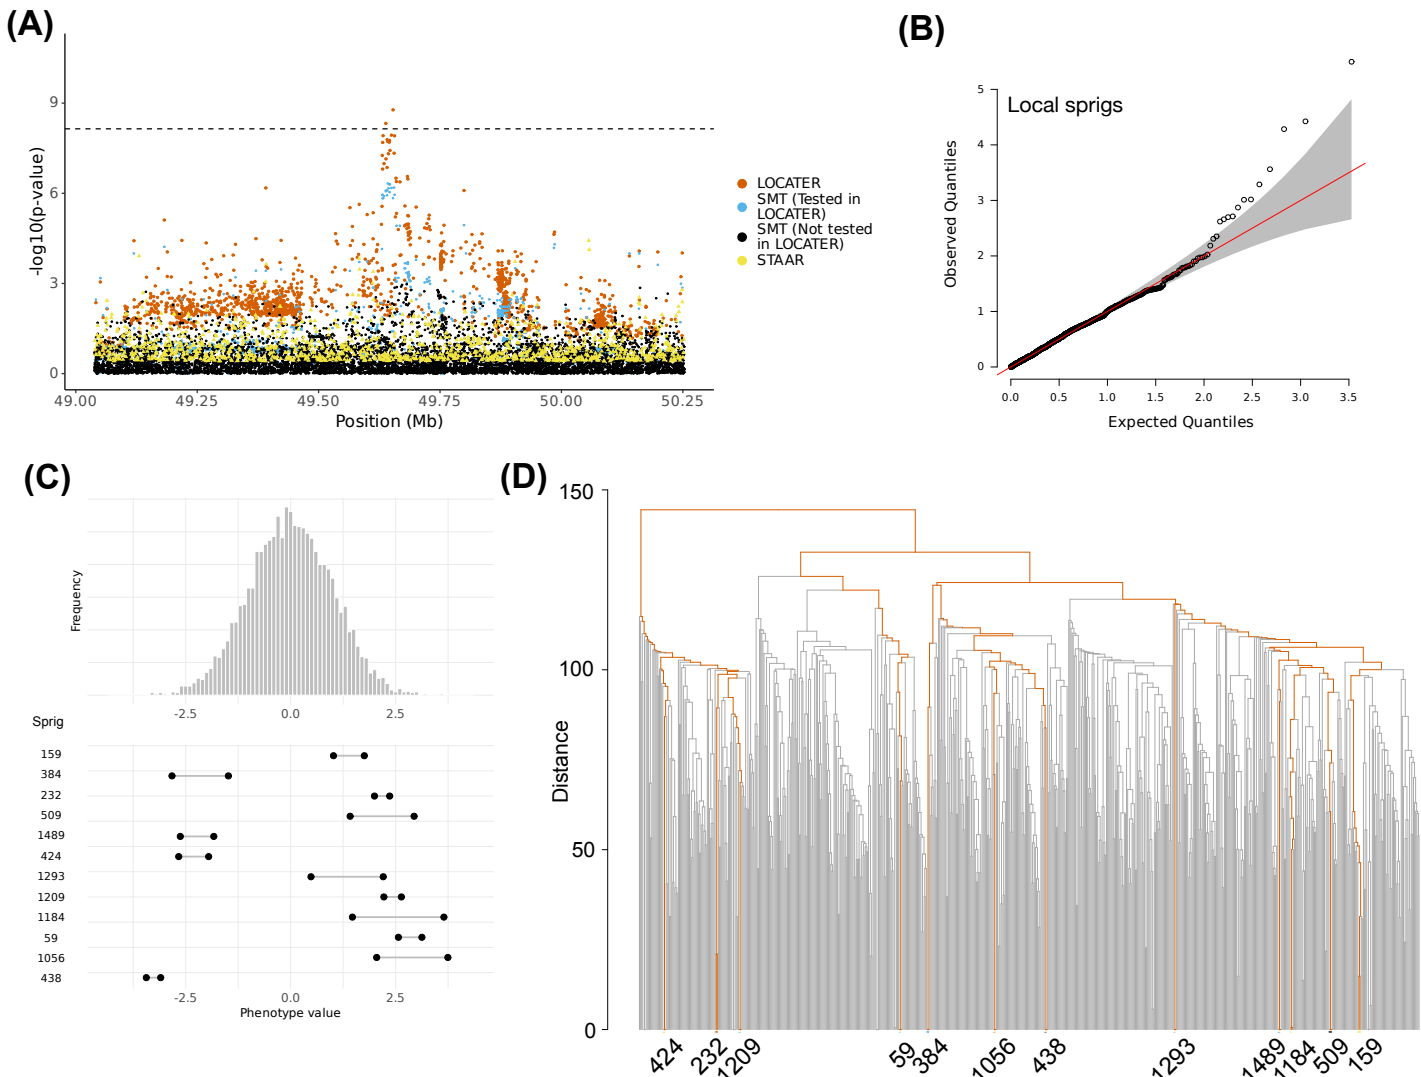 (A)
-log10(p-value)
9
6
3
0
49.00 49.25 49.50 49.75 50.00 50.25
Position (Mb)
LOCATER
SMT (Tested in
LOCATER)
SMT (Not tested
in LOCATER)
STAAR
(B)
Local sprigs
Observed Quantiles
5
4
3
2
1
0
0.0 0.5 1.0 1.5 2.0 2.5 3.0 3.5
Expected Quantiles
(C)
Frequency
-2.5 0.0 2.5
Sprig
159
384
232
509
1489
424
1293
1209
1184
59
1056
438
-2.5 0.0 2.5
Phenotype value
(D)
Distance
150
100
50
0
424 232 1209 59 384 1056 438 1293 1489 1184 509 159